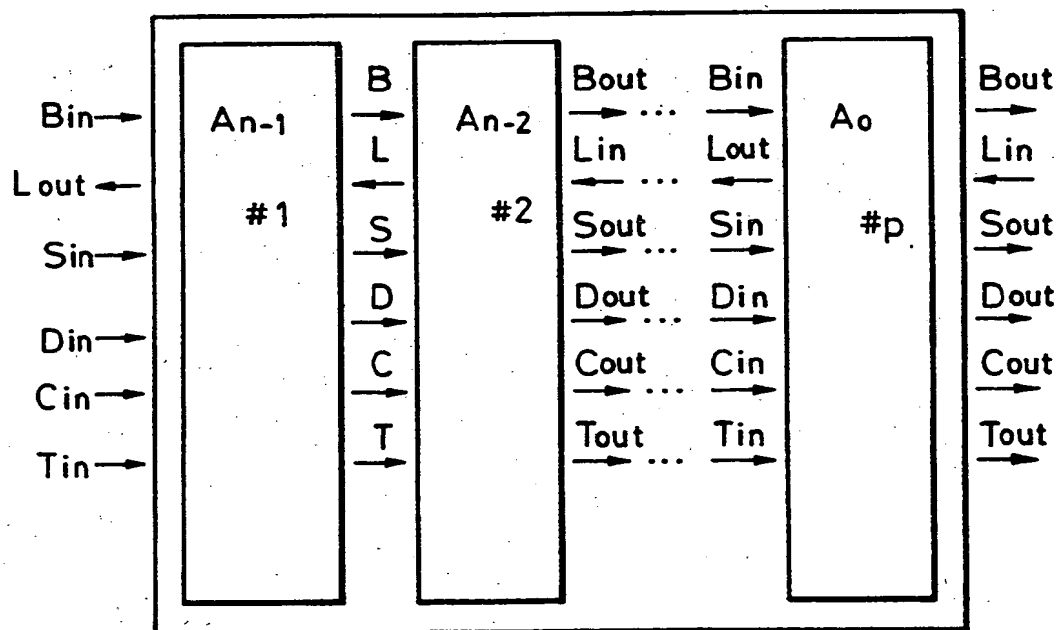 B Bout Bin Bout
Bin An-1 An-2 ... Ao
L Lin Lout Lin
Lout ...
#1 #2 #p
S Sout Sin Sout
Sin ...
D Dout Din Dout
Din ...
C Cout Cin Cout
Cin ...
T Tout Tin Tout
Tin ...